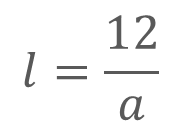 l = 12/a